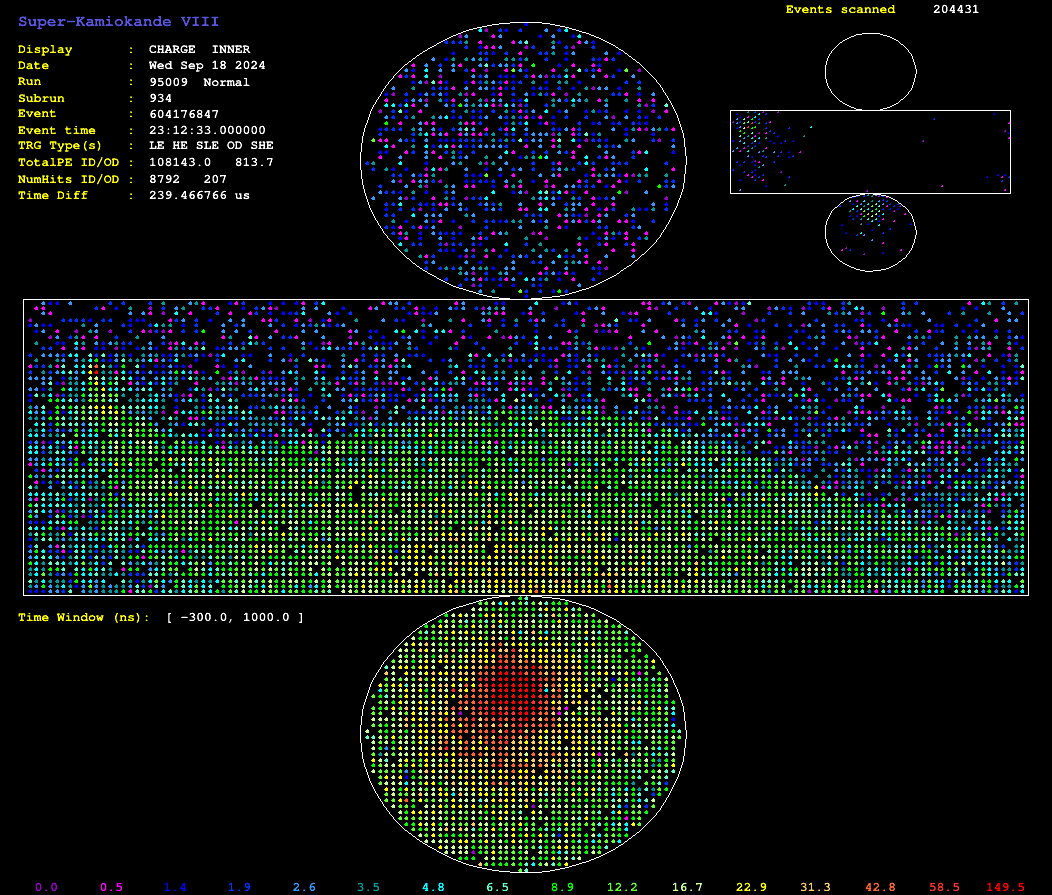 Super-Kamiokande VIII
Events scanned 204431
Display : CHARGE INNER
Date : Wed Sep 18 2024
Run : 95009 Normal
Subrun : 934
Event : 604176847
Event time : 23:12:33.000000
TRG Type(s) : LE HE SLE OD SHE
TotalPE ID/OD : 108143.0 813.7
NumHits ID/OD : 8792 207
Time Diff : 239.466766 us
Time Window (ns): [ -300.0, 1000.0 ]
0.0 0.5 1.4 1.9 2.6 3.5 4.8 6.5 8.9 12.2 16.7 22.9 31.3 42.8 58.5 149.5